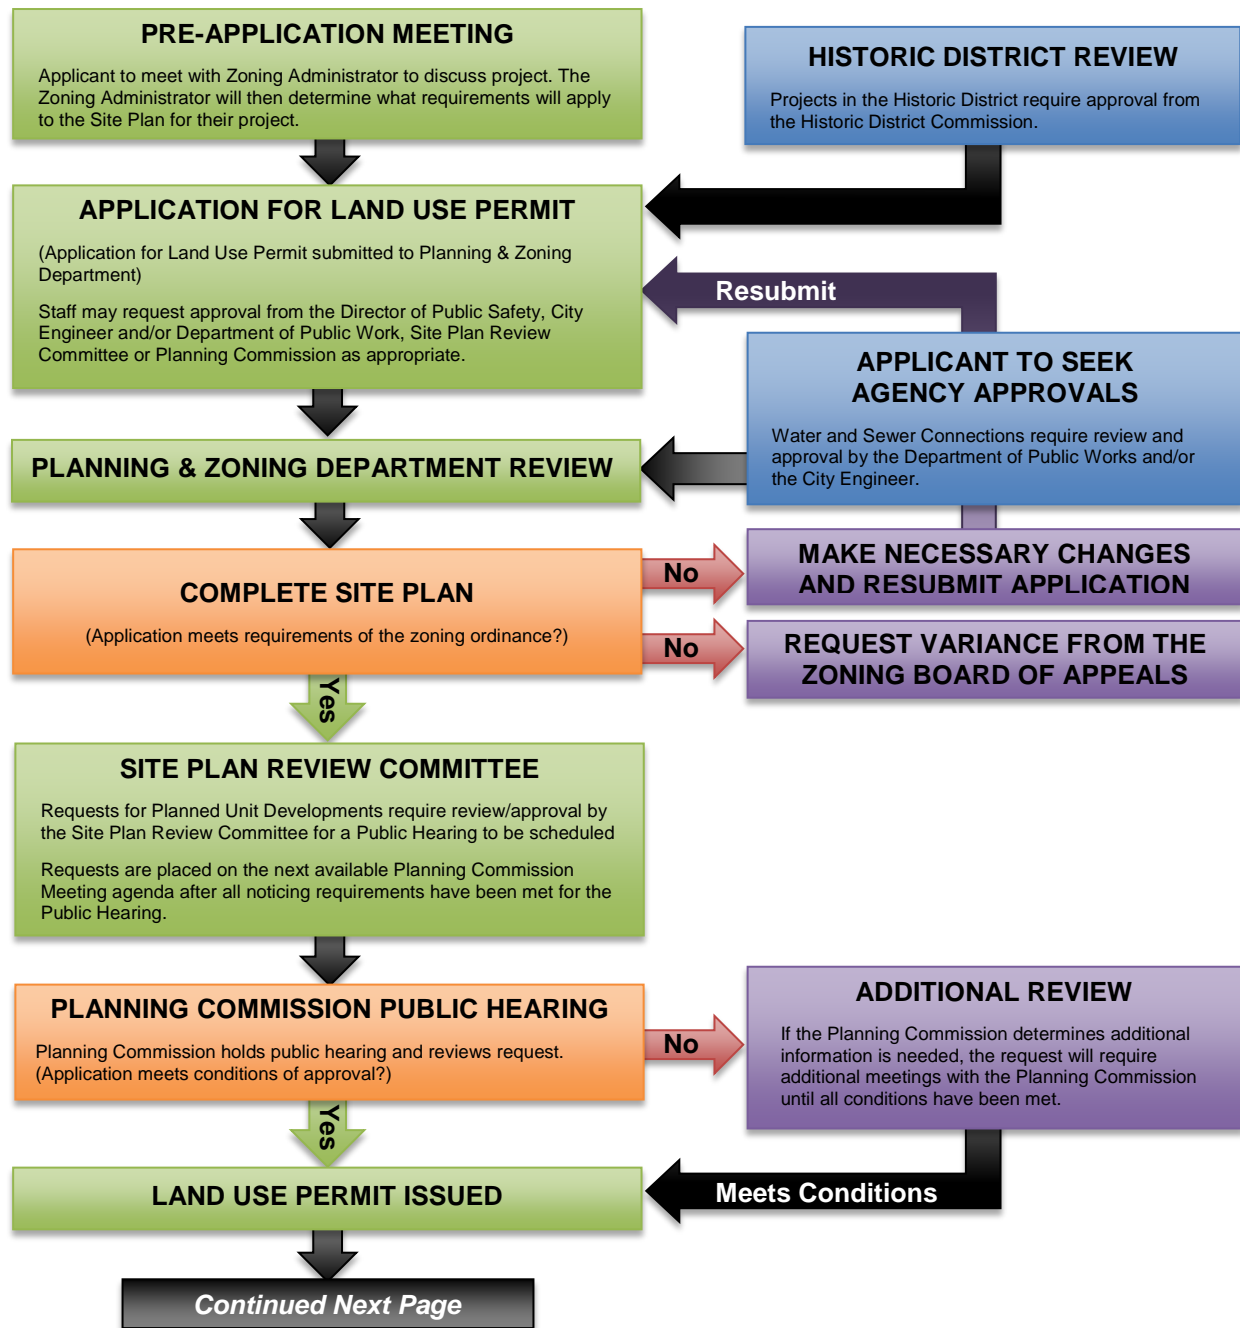 PRE-APPLICATION MEETING
Applicant to meet with Zoning Administrator to discuss project. The
Zoning Administrator will then determine what requirements will apply
to the Site Plan for their project.
HISTORIC DISTRICT REVIEW
Projects in the Historic District require approval from
the Historic District Commission.
APPLICATION FOR LAND USE PERMIT
(Application for Land Use Permit submitted to Planning & Zoning
Department)
Staff may request approval from the Director of Public Safety, City
Engineer and/or Department of Public Work, Site Plan Review
Committee or Planning Commission as appropriate.
Resubmit
APPLICANT TO SEEK
AGENCY APPROVALS
Water and Sewer Connections require review and
approval by the Department of Public Works and/or
the City Engineer.
PLANNING & ZONING DEPARTMENT REVIEW
COMPLETE SITE PLAN
(Application meets requirements of the zoning ordinance?)
No
MAKE NECESSARY CHANGES
AND RESUBMIT APPLICATION
No
REQUEST VARIANCE FROM THE
ZONING BOARD OF APPEALS
Yes
SITE PLAN REVIEW COMMITTEE
Requests for Planned Unit Developments require review/approval by
the Site Plan Review Committee for a Public Hearing to be scheduled
Requests are placed on the next available Planning Commission
Meeting agenda after all noticing requirements have been met for the
Public Hearing.
PLANNING COMMISSION PUBLIC HEARING
Planning Commission holds public hearing and reviews request.
(Application meets conditions of approval?)
No
ADDITIONAL REVIEW
If the Planning Commission determines additional
information is needed, the request will require
additional meetings with the Planning Commission
until all conditions have been met.
Yes
LAND USE PERMIT ISSUED
Meets Conditions
Continued Next Page